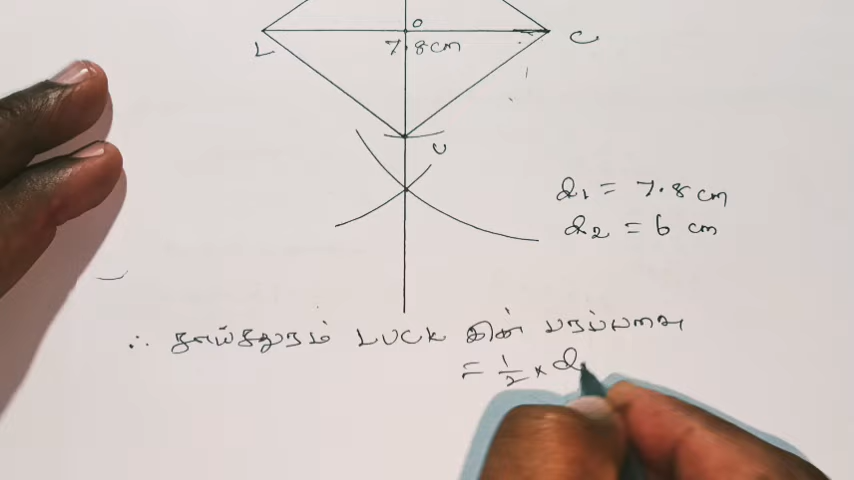 O
L 7.8cm C
U
d₁ = 7.8 cm
d₂ = 6 cm
∴ சாய்சதுரம் LUCK இன் பரப்பளவு
= 1/2 × d